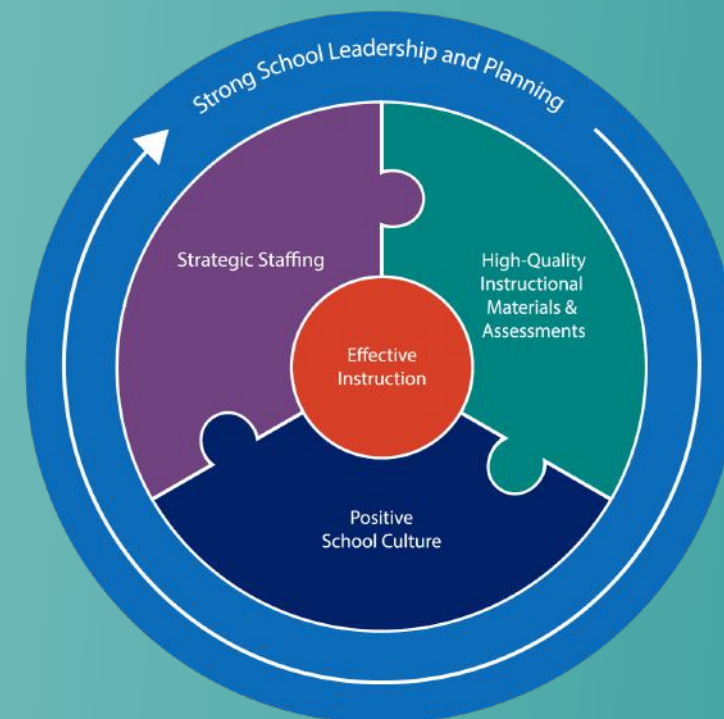 Strong School Leadership and Planning
Strategic Staffing
High-Quality
Instructional
Materials &
Assessments
Effective
Instruction
Positive
School Culture